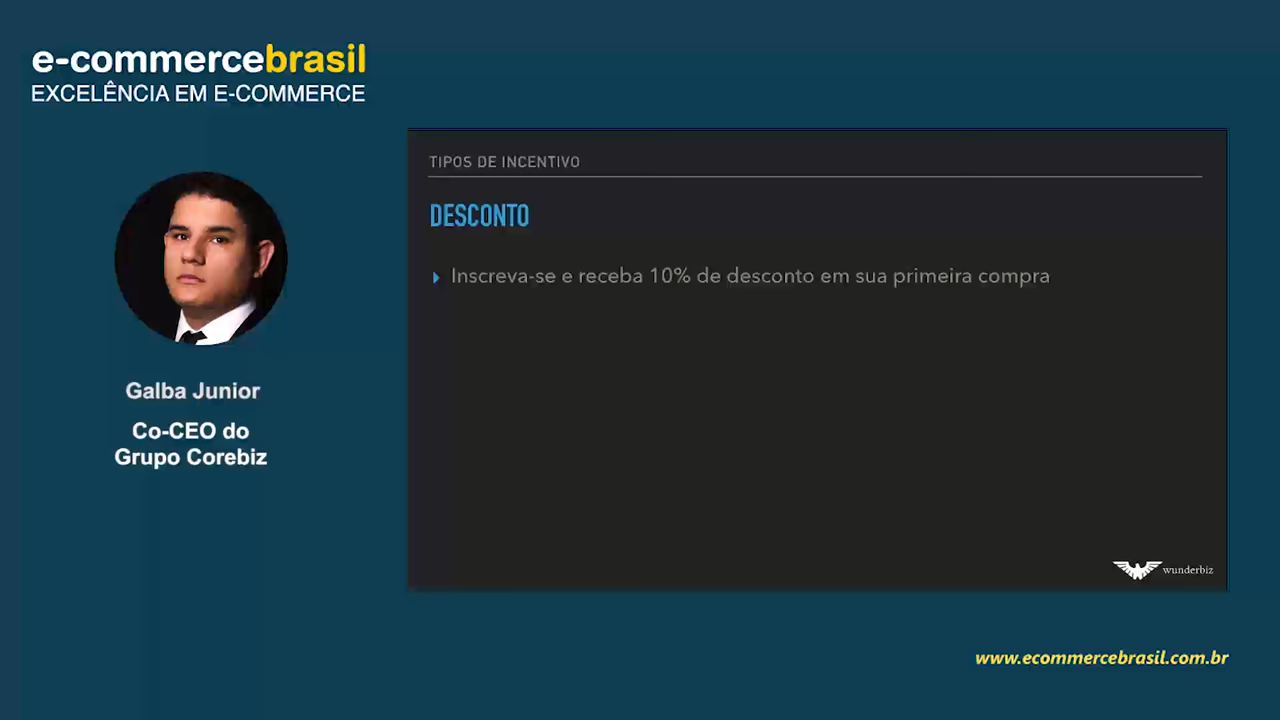 e-commercebrasil
EXCELÊNCIA EM E-COMMERCE
Galba Junior
Co-CEO do
Grupo Corebiz
TIPOS DE INCENTIVO
DESCONTO
Inscreva-se e receba 10% de desconto em sua primeira compra
wunderbiz
www.ecommercebrasil.com.br